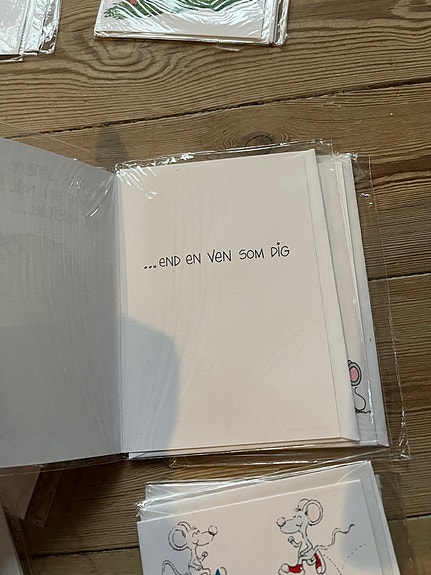 ...END EN VEN SOM DIG